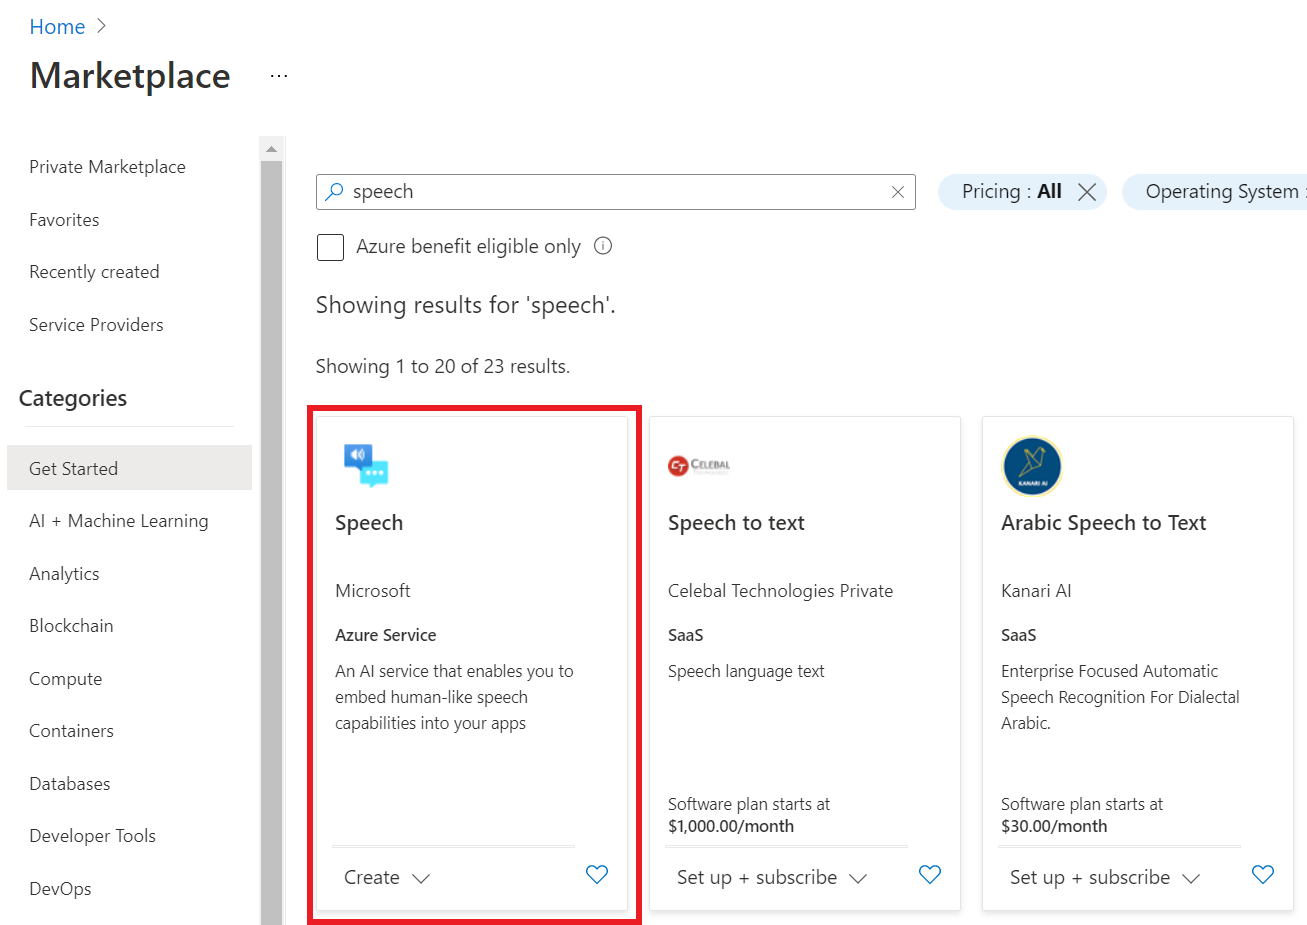 Home
Marketplace ...
Private Marketplace
Favorites
Recently created
Service Providers
Categories
Get Started
AI + Machine Learning
Analytics
Blockchain
Compute
Containers
Databases
Developer Tools
DevOps
speech
Pricing : All
Operating System :
Azure benefit eligible only
Showing results for 'speech'.
Showing 1 to 20 of 23 results.
Speech
Microsoft
Azure Service
An AI service that enables you to
embed human-like speech
capabilities into your apps
Create
CT CELEBAL
TECHNOLOGIES
Speech to text
Celebal Technologies Private
SaaS
Speech language text
Software plan starts at
$1,000.00/month
Set up + subscribe
KANARI AI
Arabic Speech to Text
Kanari AI
SaaS
Enterprise Focused Automatic
Speech Recognition For Dialectal
Arabic.
Software plan starts at
$30.00/month
Set up + subscribe